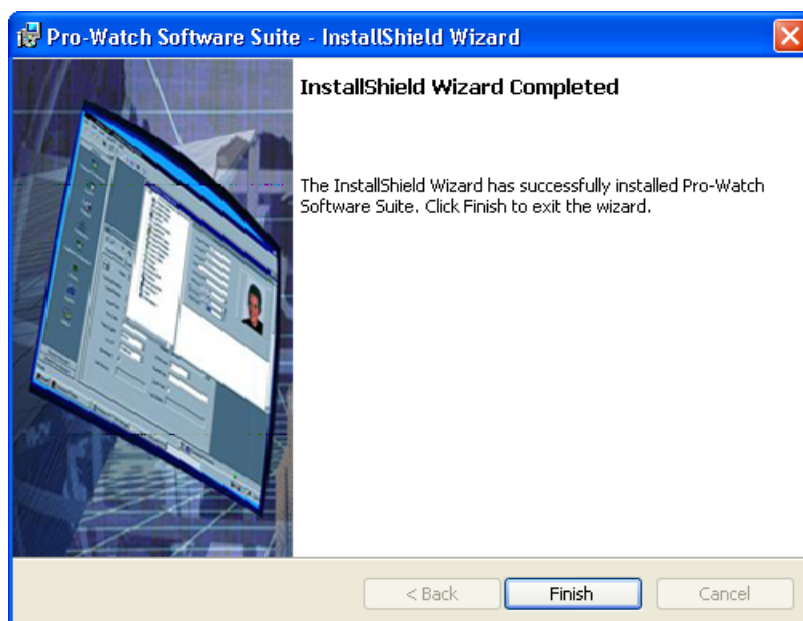 Pro-Watch Software Suite - InstallShield Wizard
InstallShield Wizard Completed
The InstallShield Wizard has successfully installed Pro-Watch
Software Suite. Click Finish to exit the wizard.
< Back
Finish
Cancel